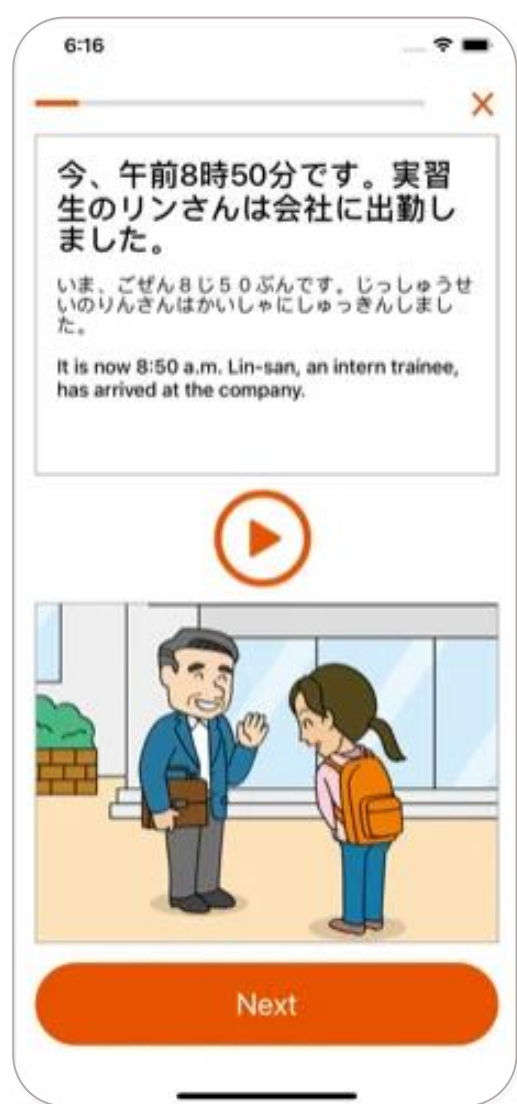 6:16
今、午前8時50分です。実習
生のリンさんは会社に出勤し
ました。
いま、ごぜん８じ５０ぷんです。じっしゅうせ
いのりんさんはかいしゃにしゅっきんしまし
た。
It is now 8:50 a.m. Lin-san, an intern trainee,
has arrived at the company.
Next